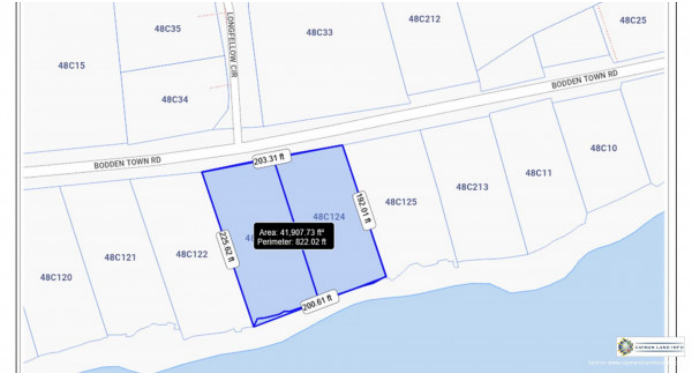 48C35
LONGFELLOW CIR
48C33
48C212
48C25
48C15
48C34
BODDEN TOWN RD
BODDEN TOWN RD
203.31 ft
48C10
48C11
48C213
48C125
192.01 ft
48C124
Area: 41,907.73 ft²
Perimeter: 822.02 ft
225.62 ft
48C122
48C121
48C120
200.61 ft
CAYMAN LAND INFO